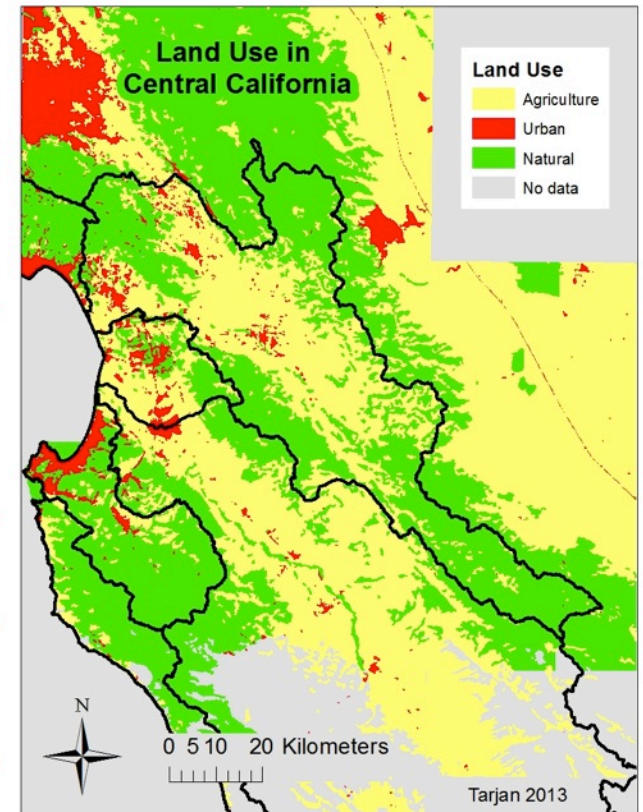 Land Use in
Central California
Land Use
Agriculture
Urban
Natural
No data
N
0 5 10 20 Kilometers
Tarjan 2013